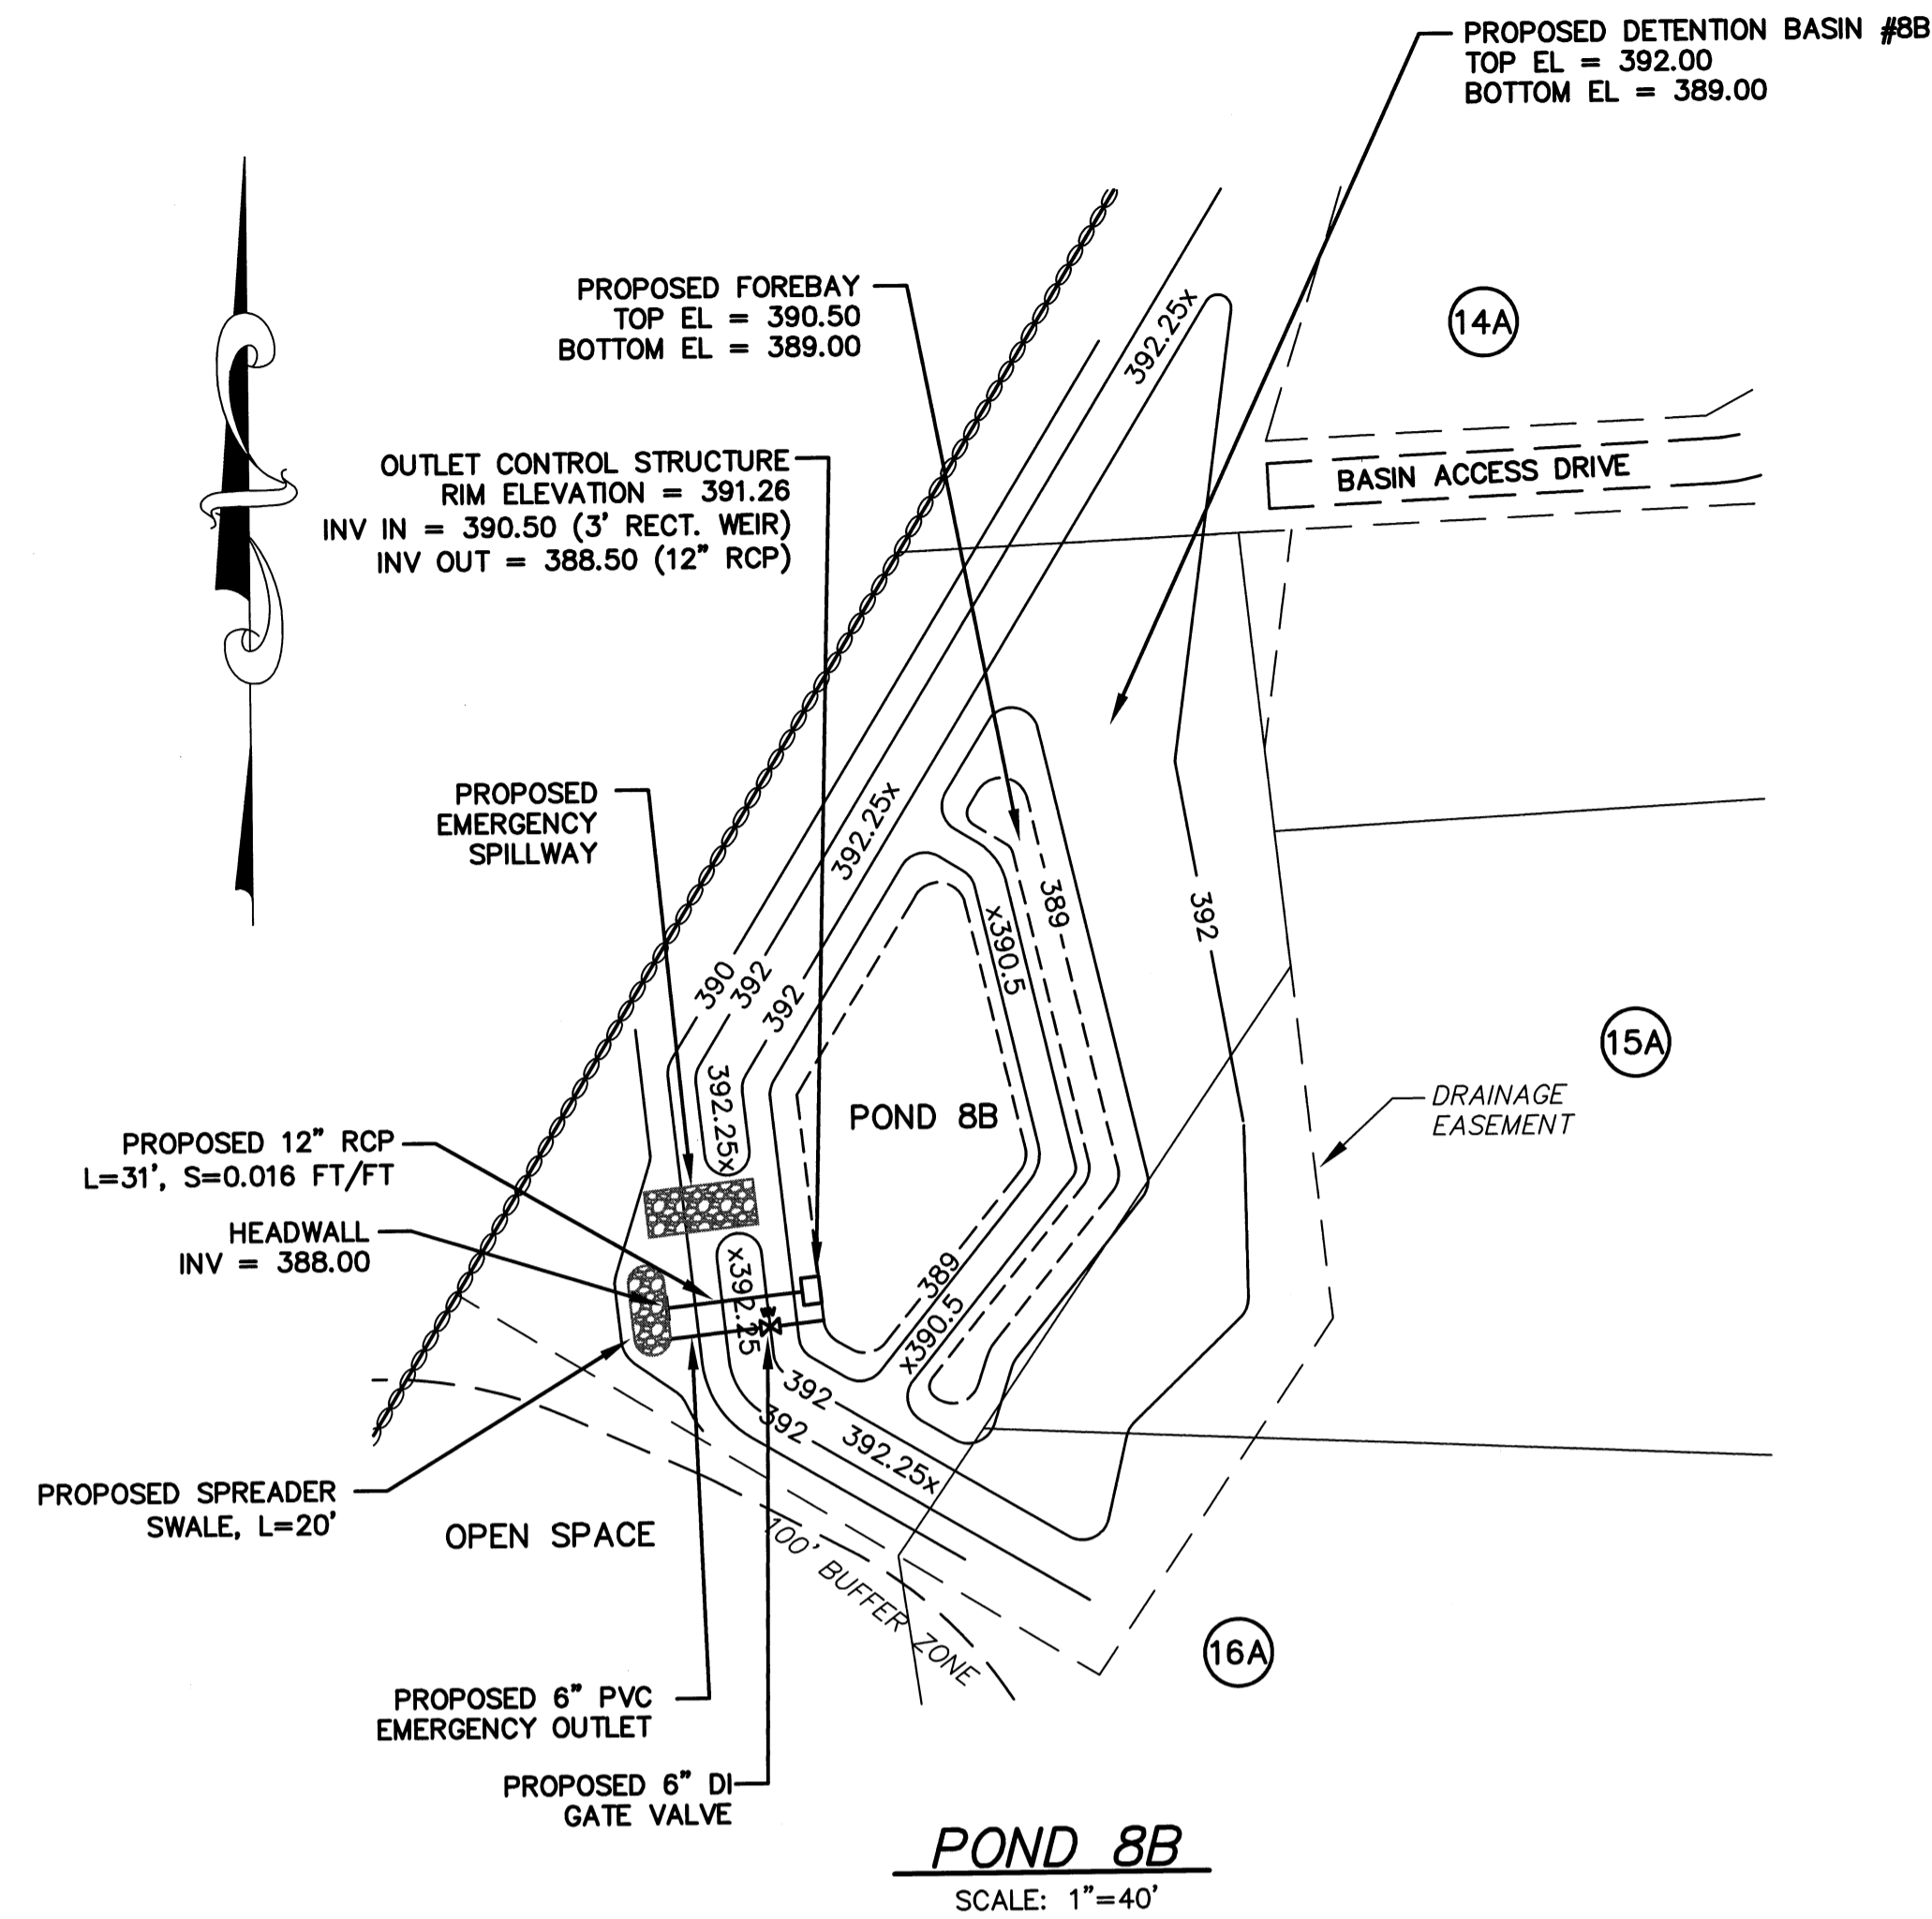 PROPOSED DETENTION BASIN #8B
TOP EL = 392.00
BOTTOM EL = 389.00
PROPOSED FOREBAY
TOP EL = 390.50
BOTTOM EL = 389.00
14A
392.25x
OUTLET CONTROL STRUCTURE
RIM ELEVATION = 391.26
INV IN = 390.50 (3' RECT. WEIR)
INV OUT = 388.50 (12" RCP)
BASIN ACCESS DRIVE
PROPOSED
EMERGENCY
SPILLWAY
392.25x
389
x390.5
392
390
392
392
15A
392.25x
POND 8B
DRAINAGE
EASEMENT
PROPOSED 12" RCP
L=31', S=0.016 FT/FT
HEADWALL
INV = 388.00
x392.25
389
x390.5
392
392
392.25x
PROPOSED SPREADER
SWALE, L=20'
OPEN SPACE
100' BUFFER ZONE
16A
PROPOSED 6" PVC
EMERGENCY OUTLET
PROPOSED 6" DI
GATE VALVE
POND 8B
SCALE: 1"=40'